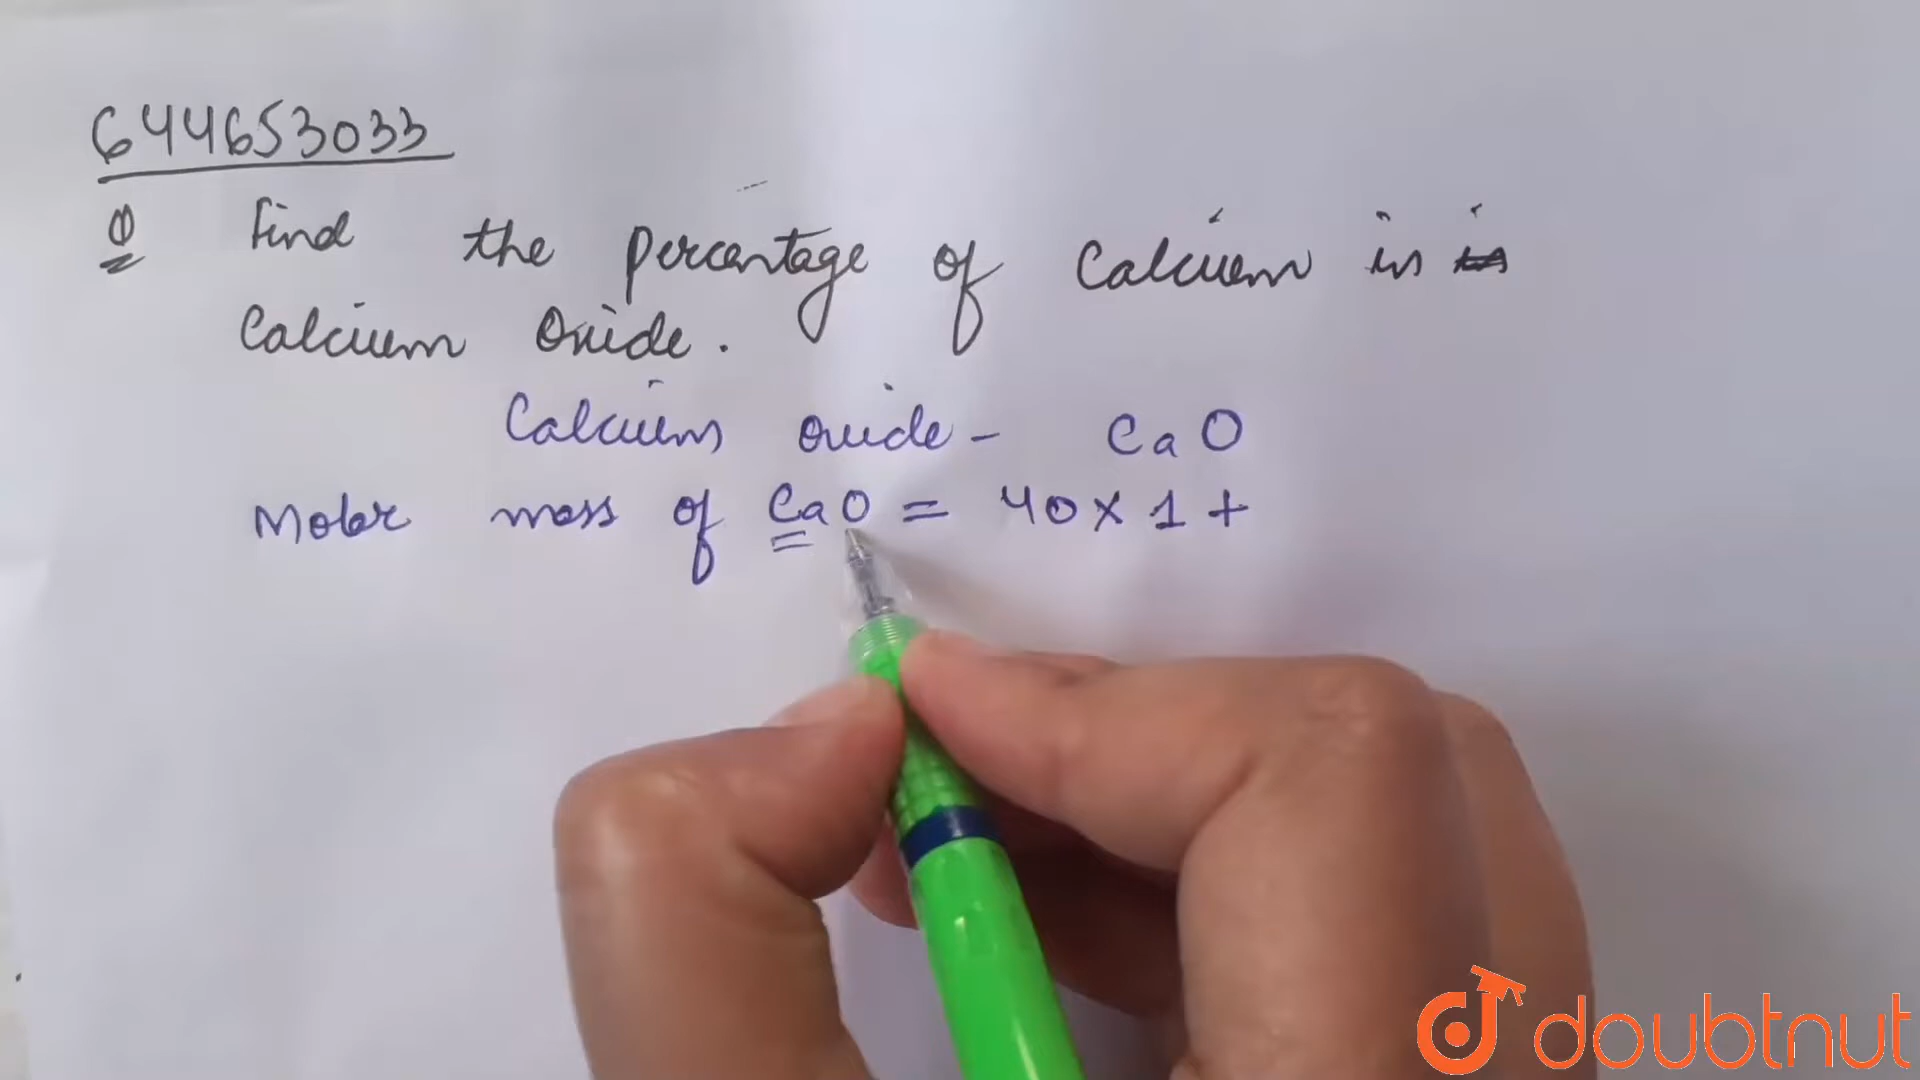 644653033
Q Find the Percentage of Calcium in
Calcium Oxide.
Calcium oxide - CaO
Molar mass of CaO = 40 x 1 +
doubtnut